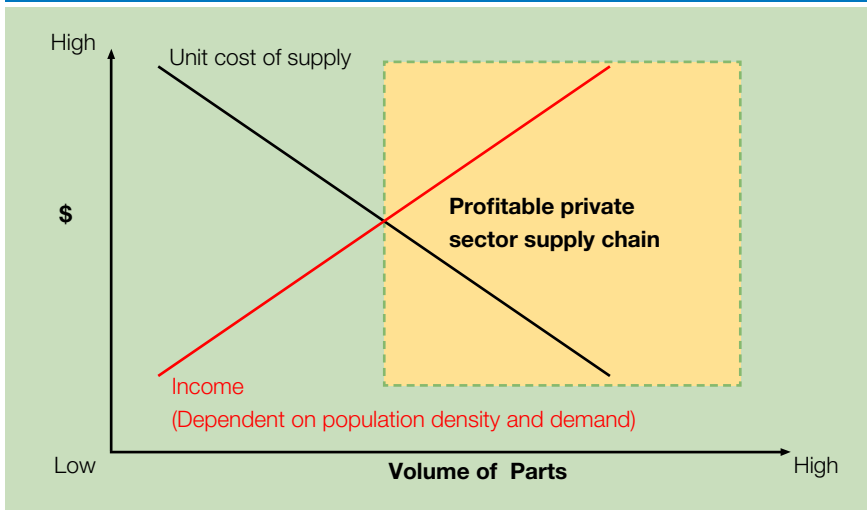 High
Unit cost of supply
$
Profitable private
sector supply chain
Income
(Dependent on population density and demand)
Low
Volume of Parts
High